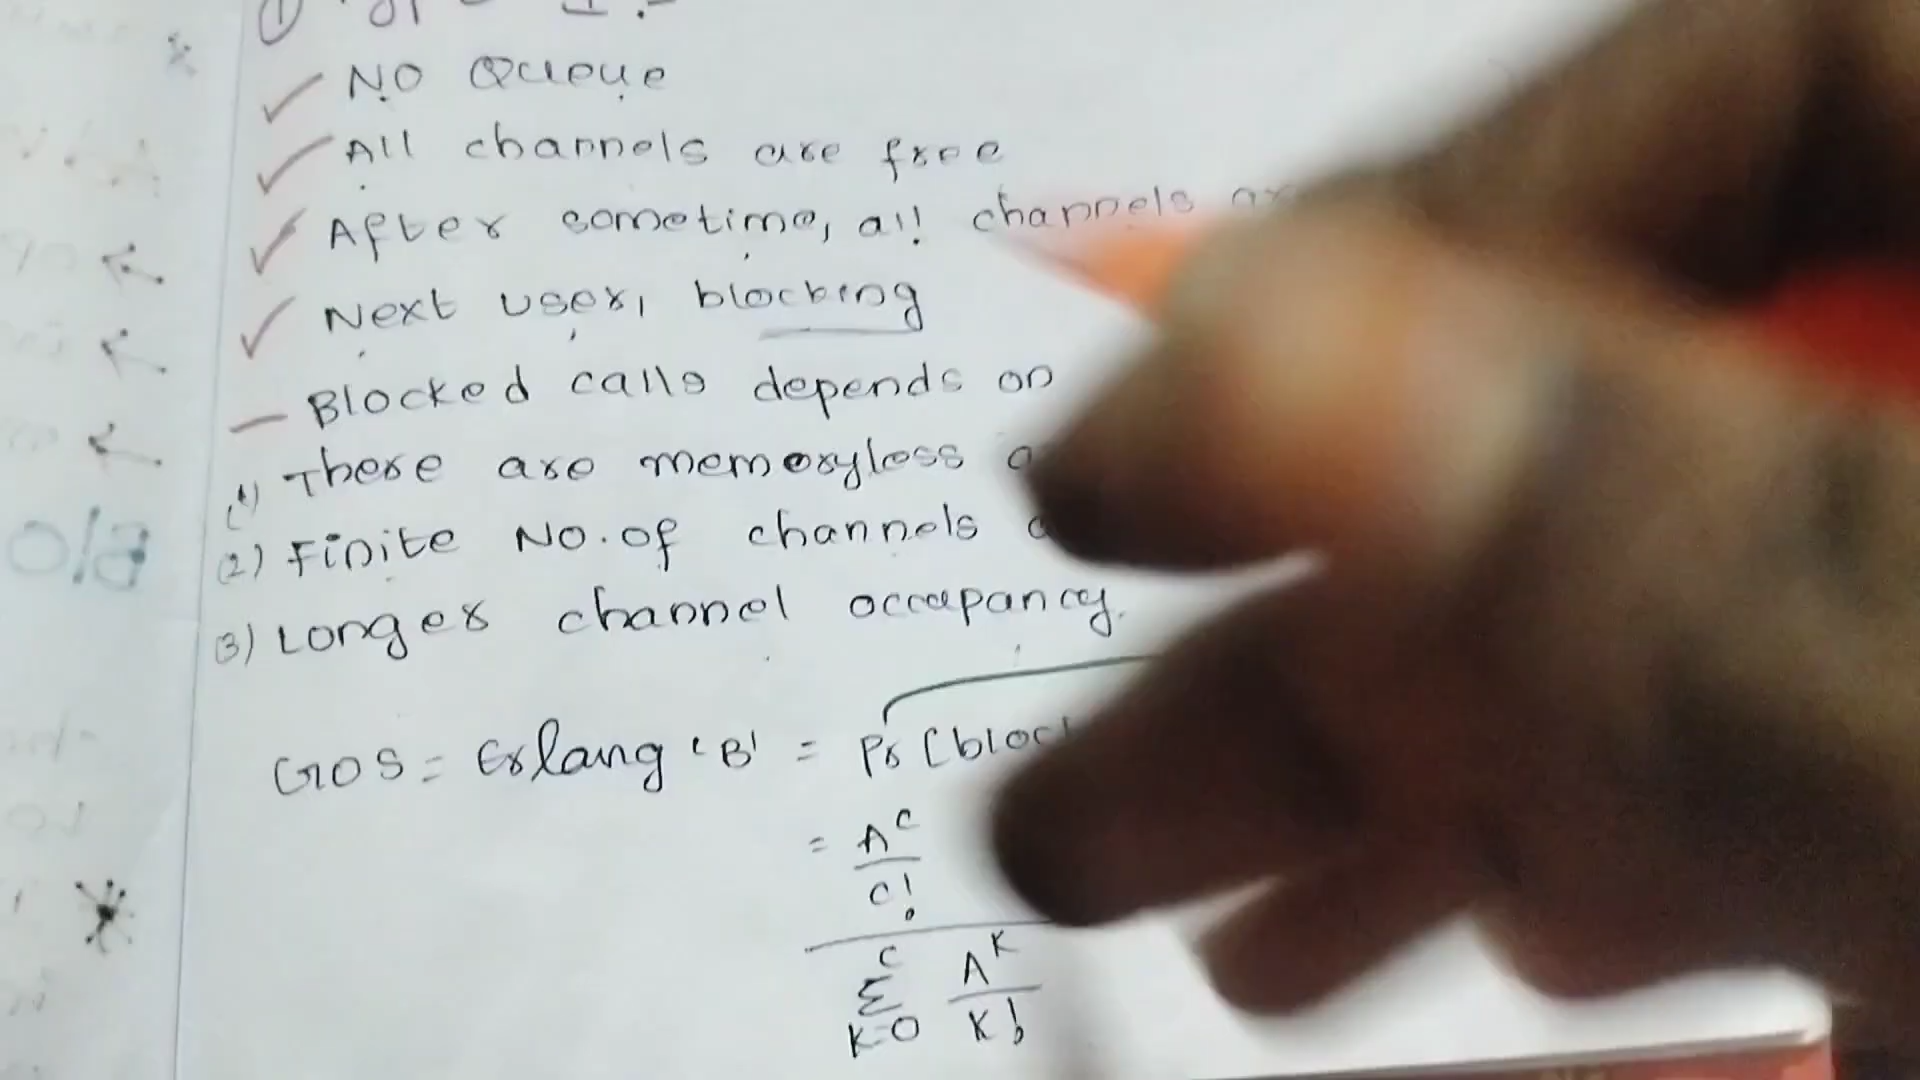 No Queue
All channels are free
After sometime, all channels
Next user, blocking
Blocked calls depends on
(1) There are memoryless
(2) Finite No. of channels
(3) Longer channel occupancy.
GOS = Erlang 'B' = Pr [bloc
= A^C
C!
C
Σ A^K
K=0 K!